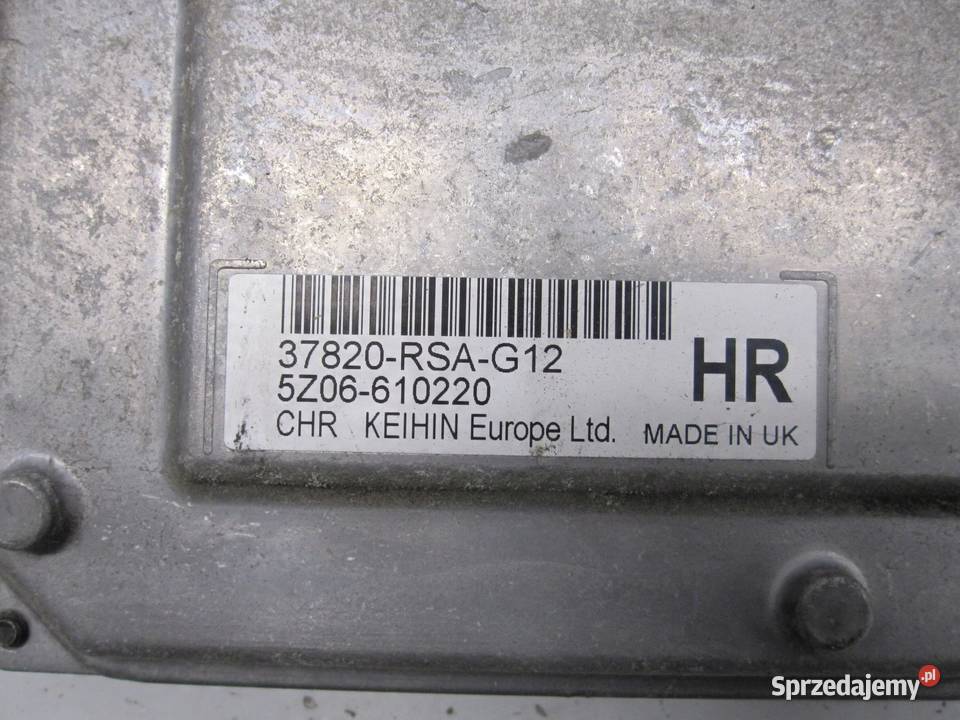 37820-RSA-G12
5Z06-610220
HR
CHR KEIHIN Europe Ltd. MADE IN UK
Sprzedajemy.pl